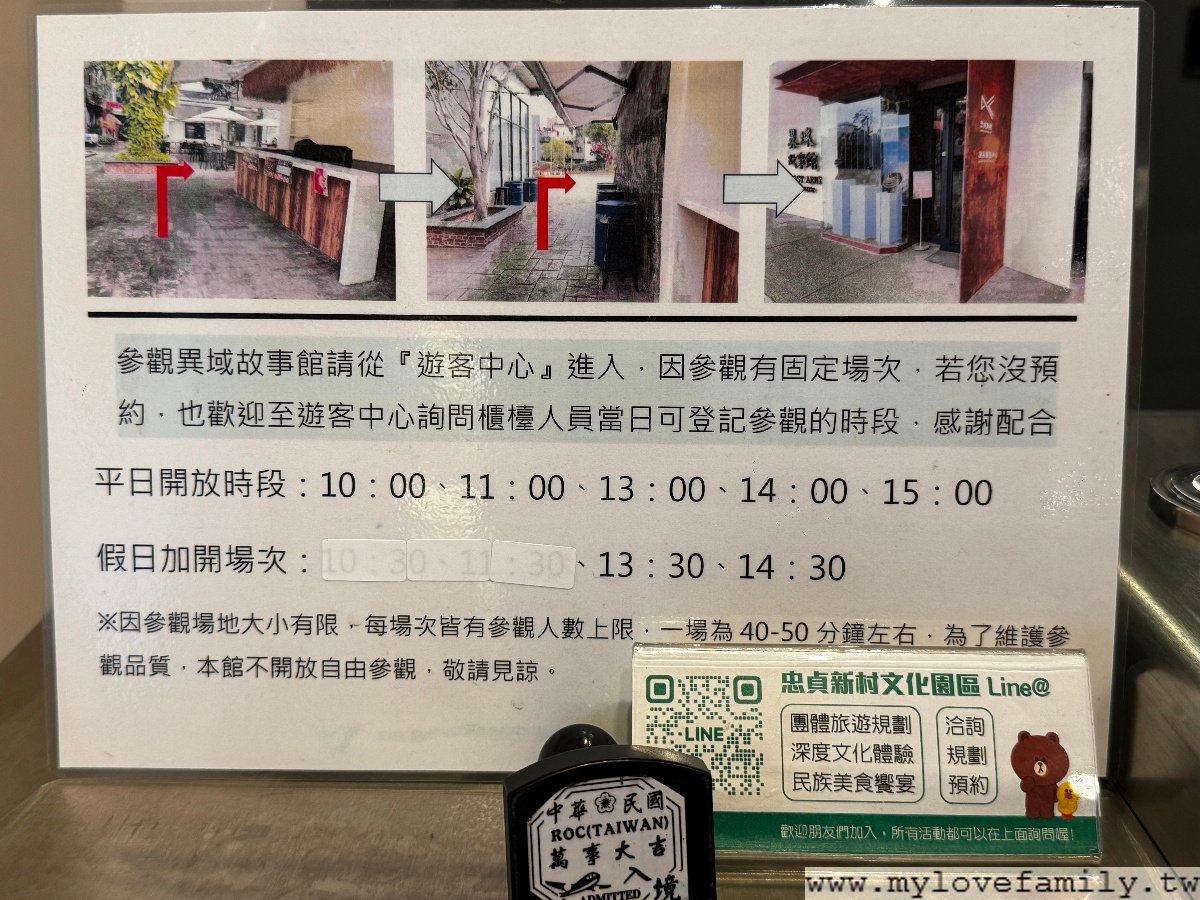 異域
故事館
參觀異域故事館請從『遊客中心』進入，因參觀有固定場次，若您沒預
約，也歡迎至遊客中心詢問櫃檯人員當日可登記參觀的時段，感謝配合
平日開放時段：10：00、11：00、13：00、14：00、15：00
假日加開場次：10：30、11：30、13：30、14：30
※因參觀場地大小有限，每場次皆有參觀人數上限，一場為 40-50 分鐘左右，為了維護參
觀品質，本館不開放自由參觀，敬請見諒。
忠貞新村文化園區 Line@
LINE
團體旅遊規劃
深度文化體驗
民族美食饗宴
洽詢
規劃
預約
歡迎朋友們加入，所有活動都可以在上面詢問喔!
中華民國
ROC(TAIWAN)
萬事大吉
入境
ADMITTED
www.mylovefamily.tw